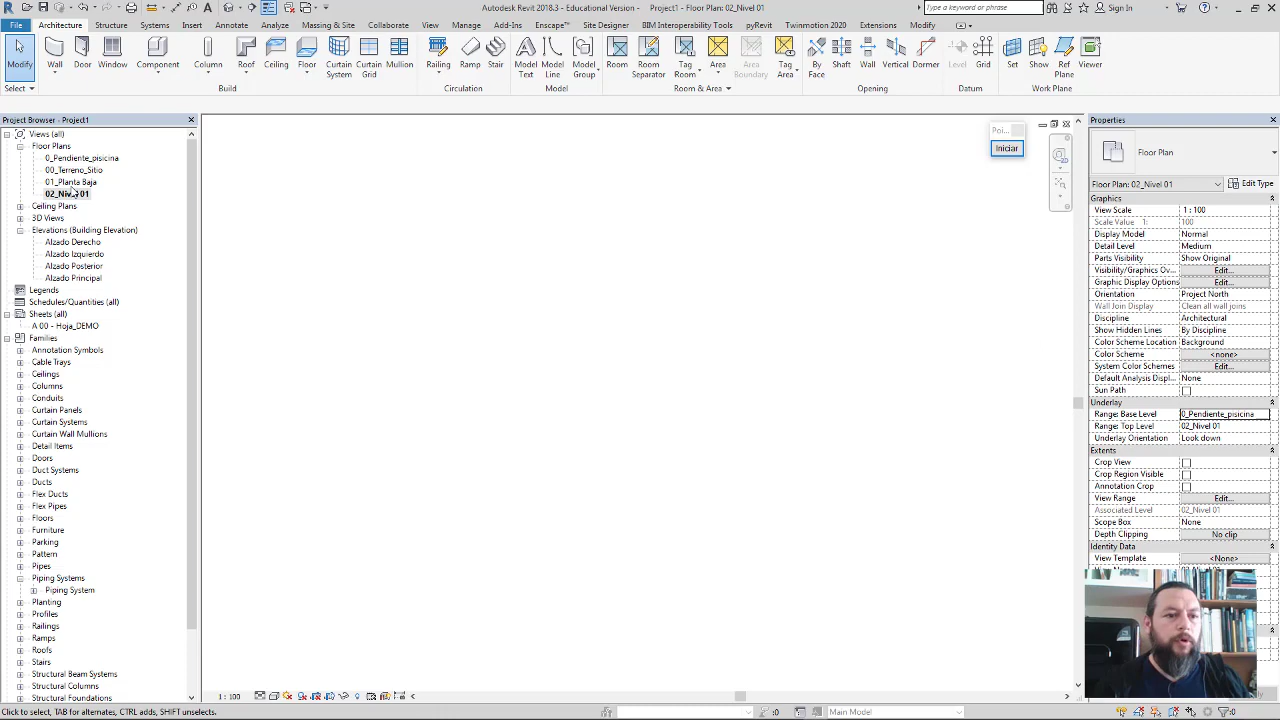 Autodesk Revit 2018.3 - Educational Version - Project1 - Floor Plan: 02_Nivel 01
Type a keyword or phrase
Sign In
File Architecture Structure Systems Insert Annotate Analyze Massing & Site Collaborate View Manage Add-Ins Enscape™ Site Designer BIM Interoperability Tools pyRevit Twinmotion 2020 Extensions Modify
Modify
Wall
Door
Window
Component
Column
Roof
Ceiling
Floor
Curtain System
Curtain Grid
Mullion
Railing
Ramp
Stair
Model Text
Model Line
Model Group
Room
Room Separator
Tag Room
Area
Area Boundary
Tag Area
By Face
Shaft
Wall
Vertical
Dormer
Level
Grid
Set
Show
Ref Plane
Viewer
Select Build Circulation Model Room & Area Opening Datum Work Plane
Project Browser - Project1
Views (all)
Floor Plans
0_Pendiente_pisicina
00_Terreno_Sitio
01_Planta Baja
02_Nivel 01
Ceiling Plans
3D Views
Elevations (Building Elevation)
Alzado Derecho
Alzado Izquierdo
Alzado Posterior
Alzado Principal
Legends
Schedules/Quantities (all)
Sheets (all)
A 00 - Hoja_DEMO
Families
Annotation Symbols
Cable Trays
Ceilings
Columns
Conduits
Curtain Panels
Curtain Systems
Curtain Wall Mullions
Detail Items
Doors
Duct Systems
Ducts
Flex Ducts
Flex Pipes
Floors
Furniture
Parking
Pattern
Pipes
Piping Systems
Piping System
Planting
Profiles
Railings
Ramps
Roofs
Stairs
Structural Beam Systems
Structural Columns
Structural Foundations
Poi...
Iniciar
Properties
Floor Plan
Floor Plan: 02_Nivel 01 Edit Type
Graphics
View Scale 1 : 100
Scale Value 1: 100
Display Model Normal
Detail Level Medium
Parts Visibility Show Original
Visibility/Graphics Ov... Edit...
Graphic Display Options Edit...
Orientation Project North
Wall Join Display Clean all wall joins
Discipline Architectural
Show Hidden Lines By Discipline
Color Scheme Location Background
Color Scheme <none>
System Color Schemes Edit...
Default Analysis Displ... None
Sun Path
Underlay
Range: Base Level 0_Pendiente_pisicina
Range: Top Level 02_Nivel 01
Underlay Orientation Look down
Extents
Crop View
Crop Region Visible
Annotation Crop
View Range Edit...
Associated Level 02_Nivel 01
Scope Box None
Depth Clipping No clip
Identity Data
View Template <None>
1 : 100
Click to select, TAB for alternates, CTRL adds, SHIFT unselects.
:0
Main Model
:0